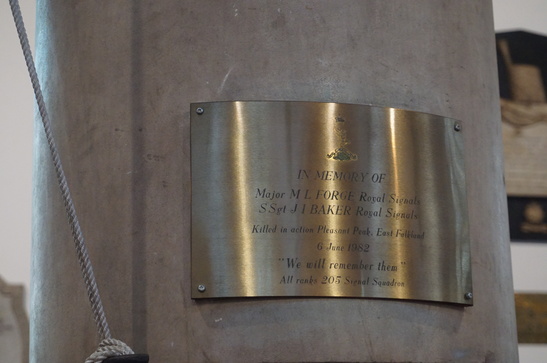 IN MEMORY OF
Major M L FORGE Royal Signals
SSgt J I BAKER Royal Signals
Killed in action Pleasant Peak, East Falkland
6 June 1982
"We will remember them"
All ranks 205 Signal Squadron